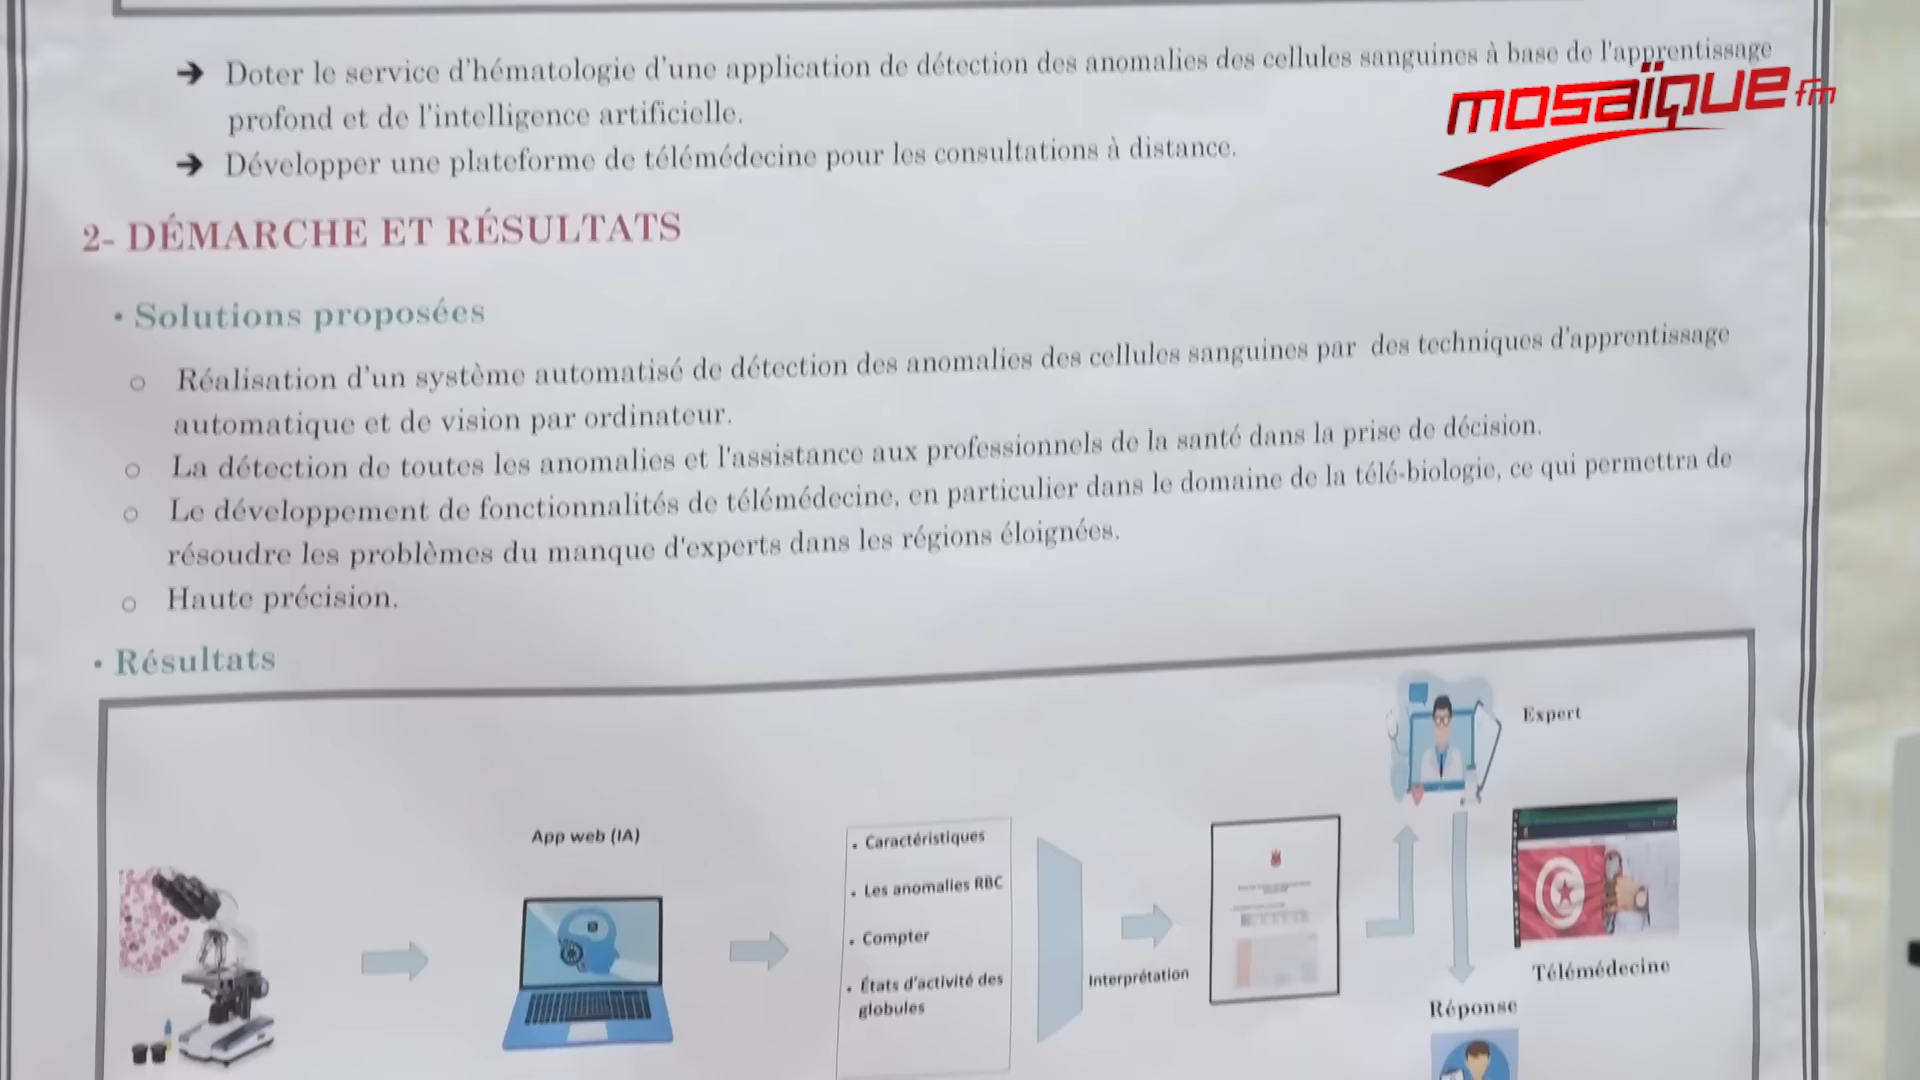 ➔ Doter le service d'hématologie d'une application de détection des anomalies des cellules sanguines à base de l'apprentissage
profond et de l'intelligence artificielle.
mosaïque fm
➔ Développer une plateforme de télémédecine pour les consultations à distance.
2- DÉMARCHE ET RÉSULTATS
• Solutions proposées
○ Réalisation d'un système automatisé de détection des anomalies des cellules sanguines par des techniques d'apprentissage
automatique et de vision par ordinateur.
○ La détection de toutes les anomalies et l'assistance aux professionnels de la santé dans la prise de décision.
○ Le développement de fonctionnalités de télémédecine, en particulier dans le domaine de la télé-biologie, ce qui permettra de
résoudre les problèmes du manque d'experts dans les régions éloignées.
○ Haute précision.
• Résultats
Expert
App web (IA)
• Caractéristiques
• Les anomalies RBC
• Compter
• États d'activité des
globules
Interprétation
Télémédecine
Réponse